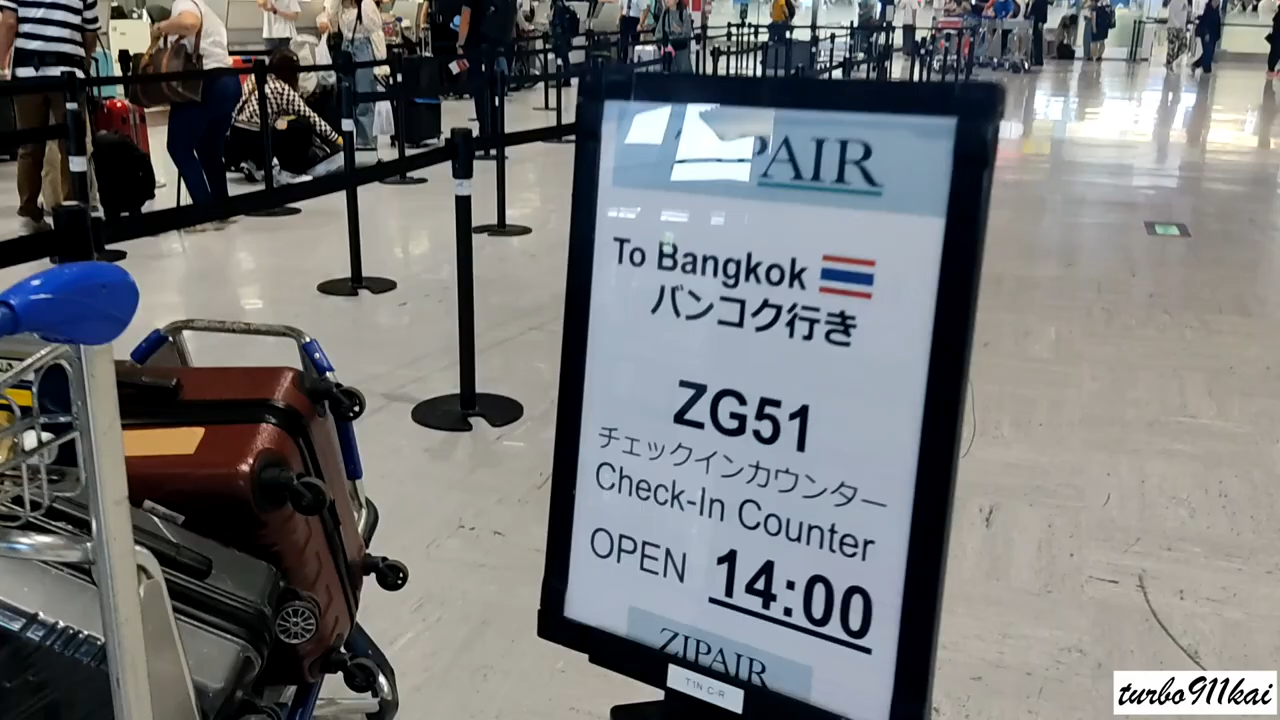 ZIPAIR
To Bangkok
バンコク行き
ZG51
チェックインカウンター
Check-In Counter
OPEN 14:00
ZIPAIR
T1N C-R
turbo911kai